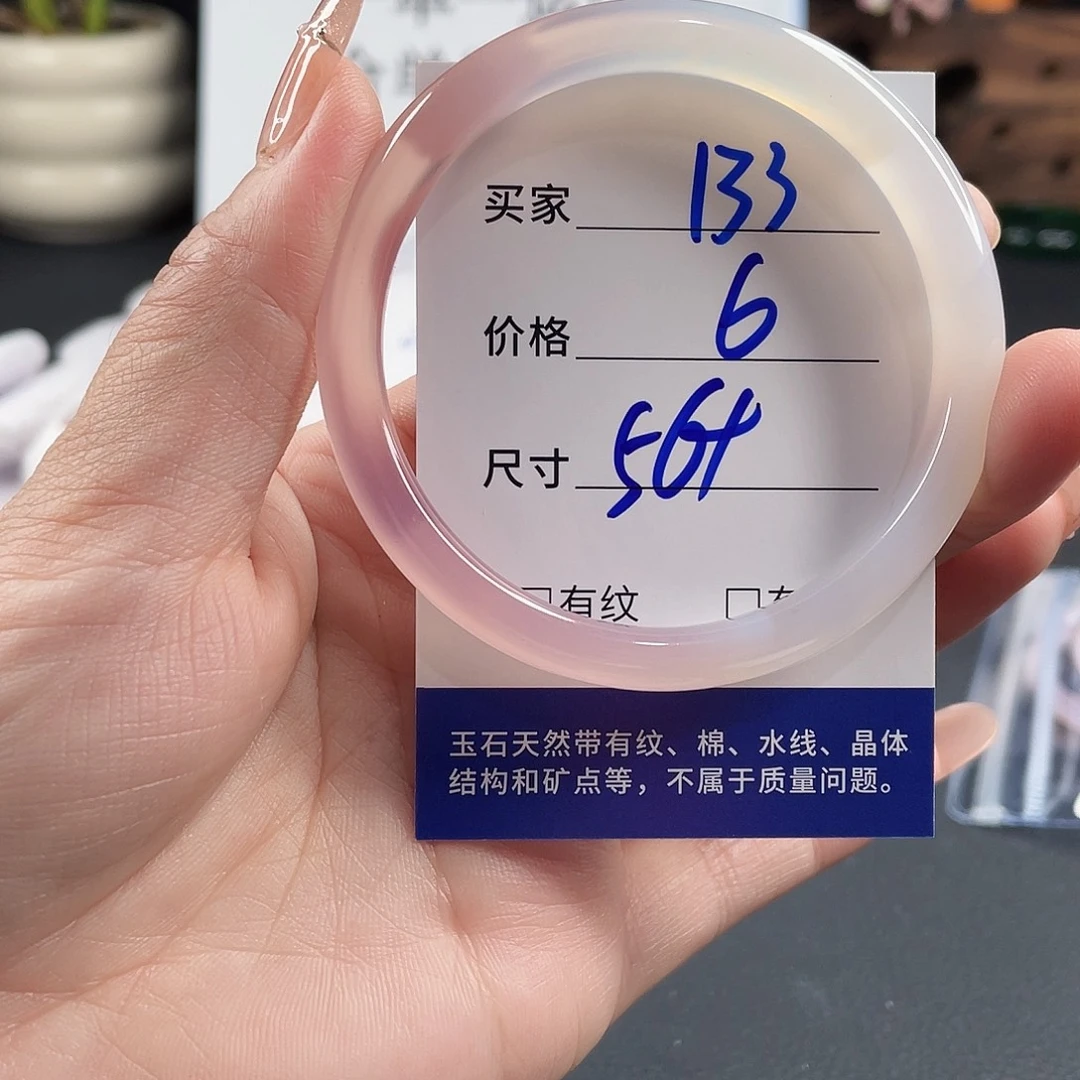 买家 133
价格 6
尺寸 56+
□有纹 □
玉石天然带有纹、棉、水线、晶体
结构和矿点等，不属于质量问题。